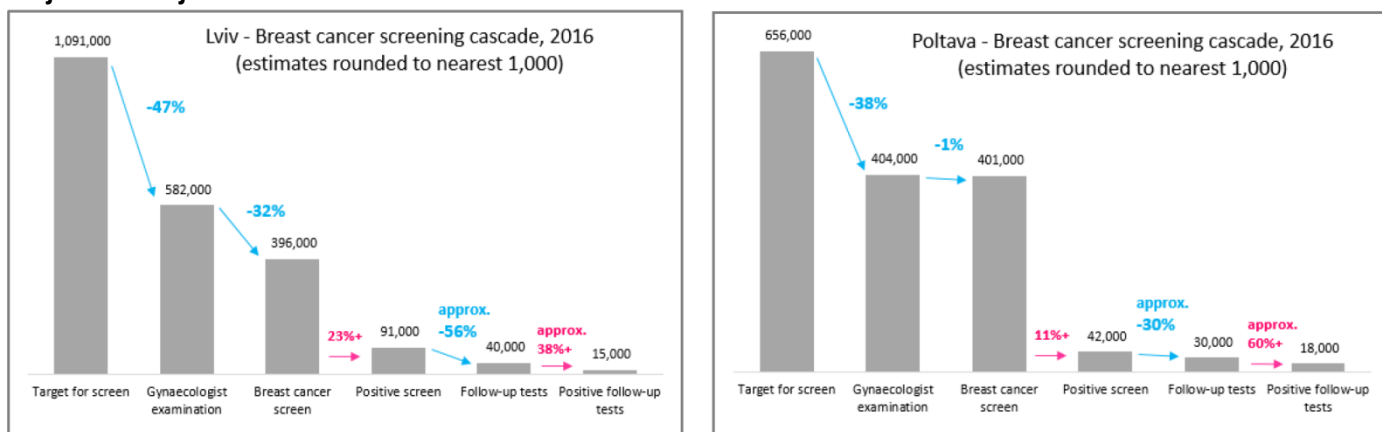 Lviv - Breast cancer screening cascade, 2016
(estimates rounded to nearest 1,000)
1,091,000
-47%
582,000
-32%
396,000
23%+
91,000
approx.
-56%
40,000
approx.
38%+
15,000
Target for screen
Gynaecologist
examination
Breast cancer
screen
Positive screen
Follow-up tests
Positive follow-up
tests
Poltava - Breast cancer screening cascade, 2016
(estimates rounded to nearest 1,000)
656,000
-38%
404,000
-1%
401,000
11%+
42,000
approx.
-30%
30,000
approx.
60%+
18,000
Target for screen
Gynaecologist
examination
Breast cancer
screen
Positive screen
Follow-up tests
Positive follow-up
tests